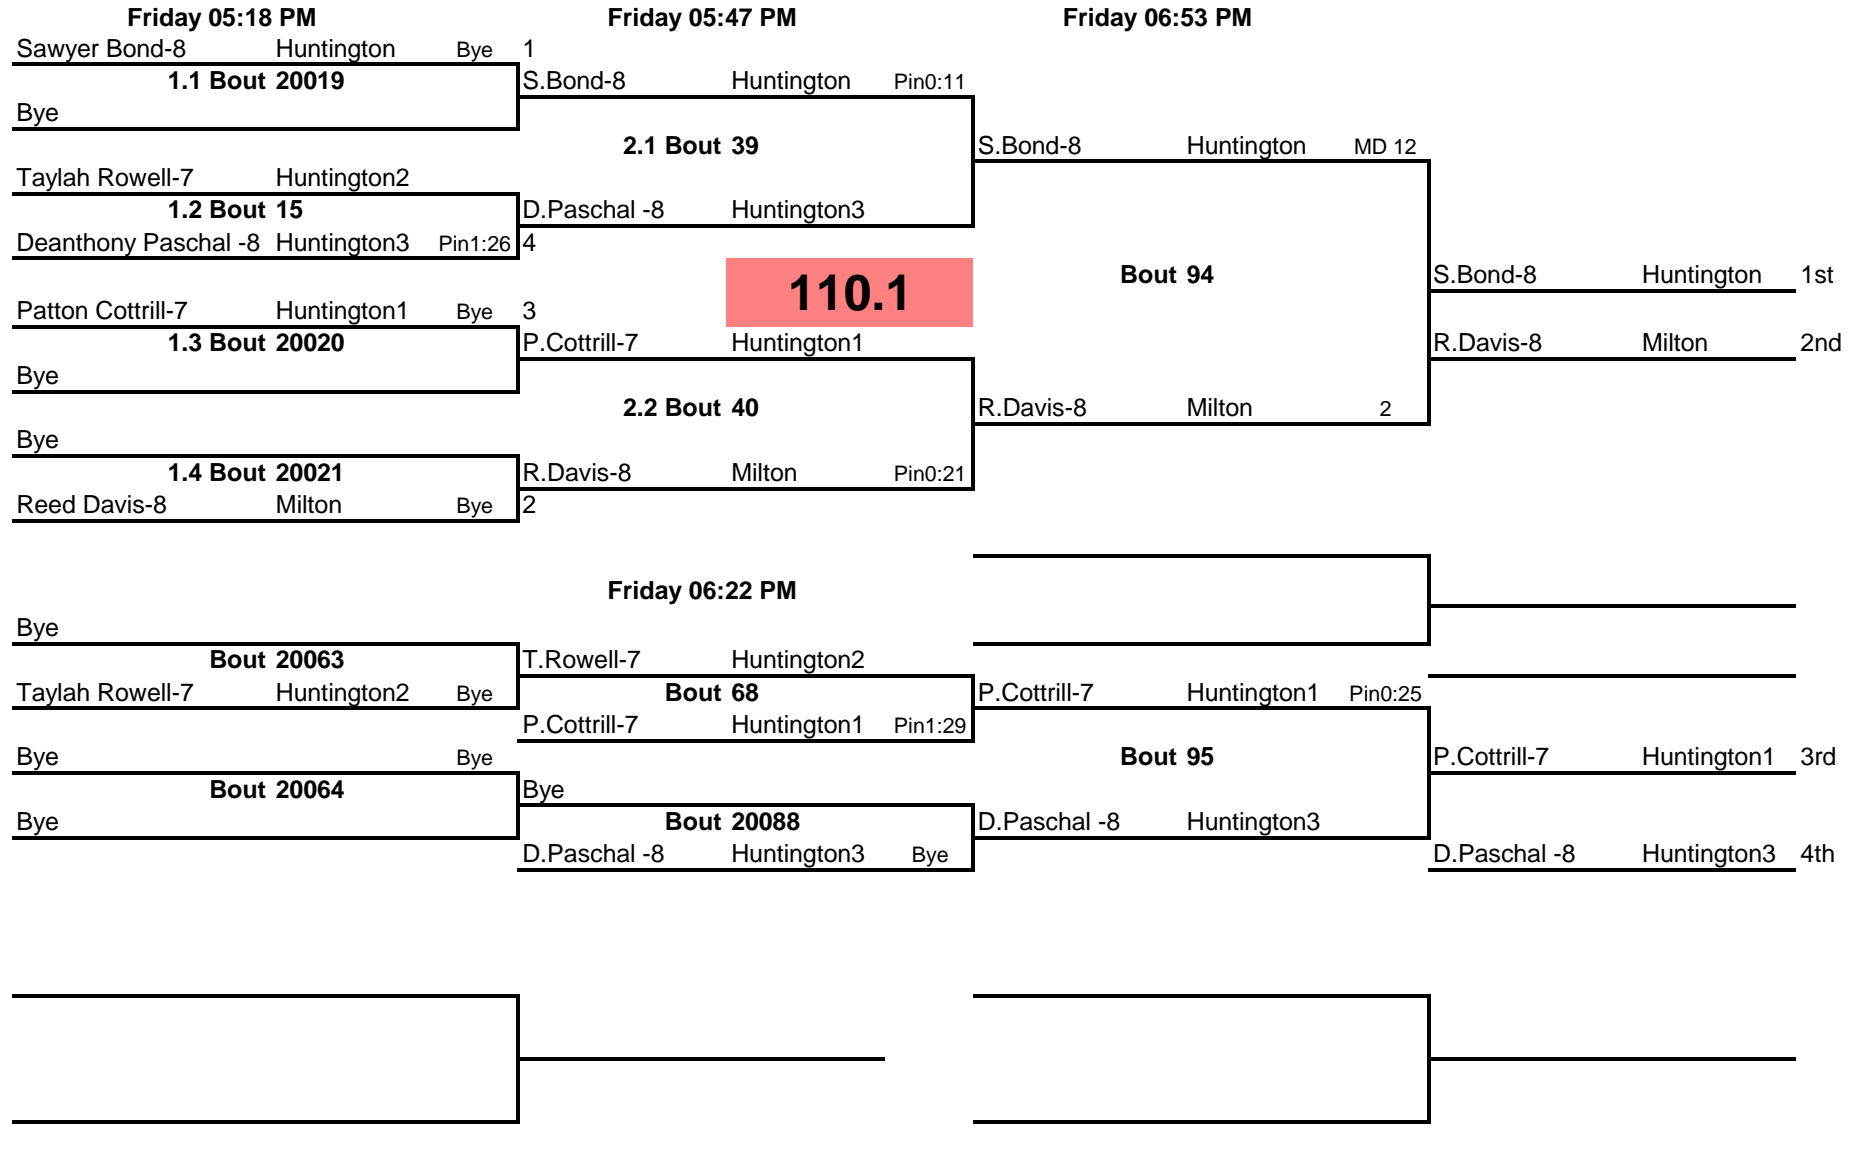 Friday 05:18 PM Friday 05:47 PM Friday 06:53 PM
Sawyer Bond-8 Huntington Bye 1
1.1 Bout 20019 S.Bond-8 Huntington Pin0:11
Bye
2.1 Bout 39 S.Bond-8 Huntington MD 12
Taylah Rowell-7 Huntington2
1.2 Bout 15 D.Paschal -8 Huntington3
Deanthony Paschal -8 Huntington3 Pin1:26 4
110.1 Bout 94 S.Bond-8 Huntington 1st
Patton Cottrill-7 Huntington1 Bye 3
1.3 Bout 20020 P.Cottrill-7 Huntington1 R.Davis-8 Milton 2nd
Bye
2.2 Bout 40 R.Davis-8 Milton 2
Bye
1.4 Bout 20021 R.Davis-8 Milton Pin0:21
Reed Davis-8 Milton Bye 2
Friday 06:22 PM
Bye
Bout 20063 T.Rowell-7 Huntington2
Taylah Rowell-7 Huntington2 Bye Bout 68 P.Cottrill-7 Huntington1 Pin0:25
P.Cottrill-7 Huntington1 Pin1:29
Bye Bye Bout 95 P.Cottrill-7 Huntington1 3rd
Bout 20064 Bye
Bye Bout 20088 D.Paschal -8 Huntington3
D.Paschal -8 Huntington3 Bye D.Paschal -8 Huntington3 4th